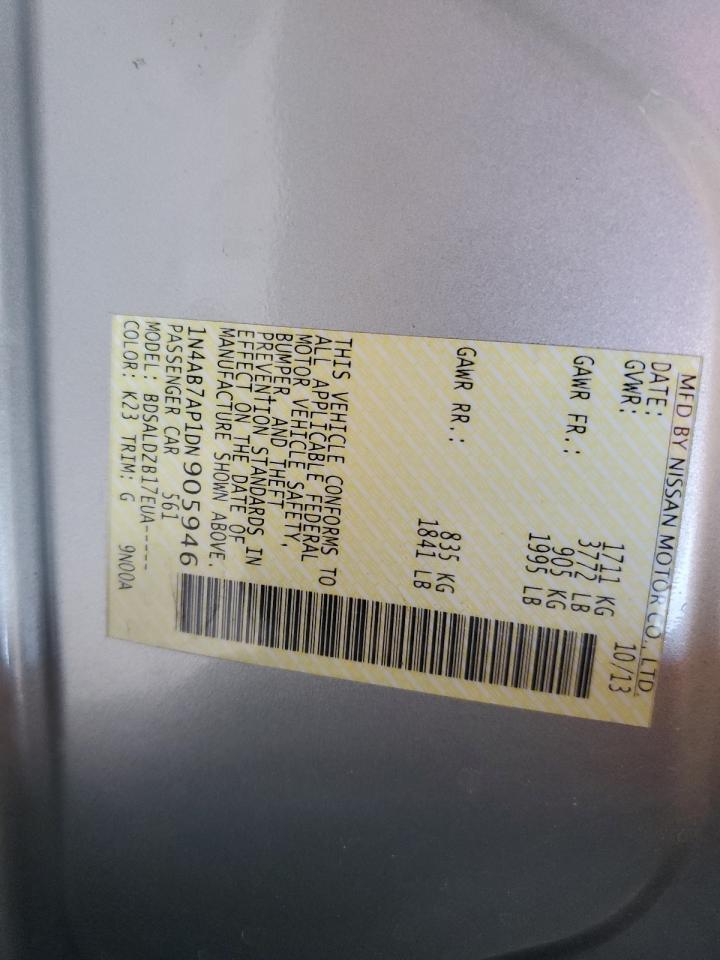 MFD BY NISSAN MOTOR CO., LTD.
DATE: 10/13
GVWR: 1711 KG
3772 LB
GAWR FR.: 905 KG
1995 LB
GAWR RR.: 835 KG
1841 LB
THIS VEHICLE CONFORMS TO
ALL APPLICABLE FEDERAL
MOTOR VEHICLE SAFETY,
BUMPER, AND THEFT
PREVENTION STANDARDS IN
EFFECT ON THE DATE OF
MANUFACTURE SHOWN ABOVE.
1N4AB7AP1DN905946
PASSENGER CAR 561
MODEL: BDSALDZB17EUA-----
COLOR: K23 TRIM: G 9N00A